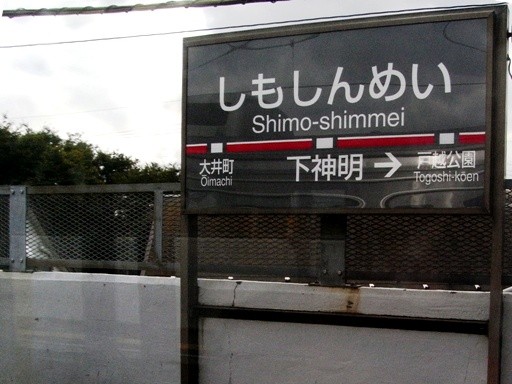 しもしんめい
Shimo-shimmei
大井町 下神明 → 戸越公園
Oimachi Togoshi-kōen